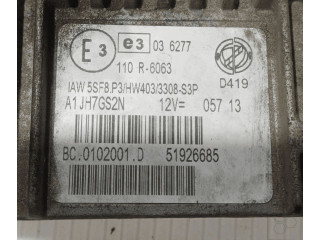 E3 e3 03 6277
110 R-6063
D419
IAW 5SF8.P3/HW403/3308-S3P
A1JH7GS2N 12V= 057 13
BC.0102001.D 51926685